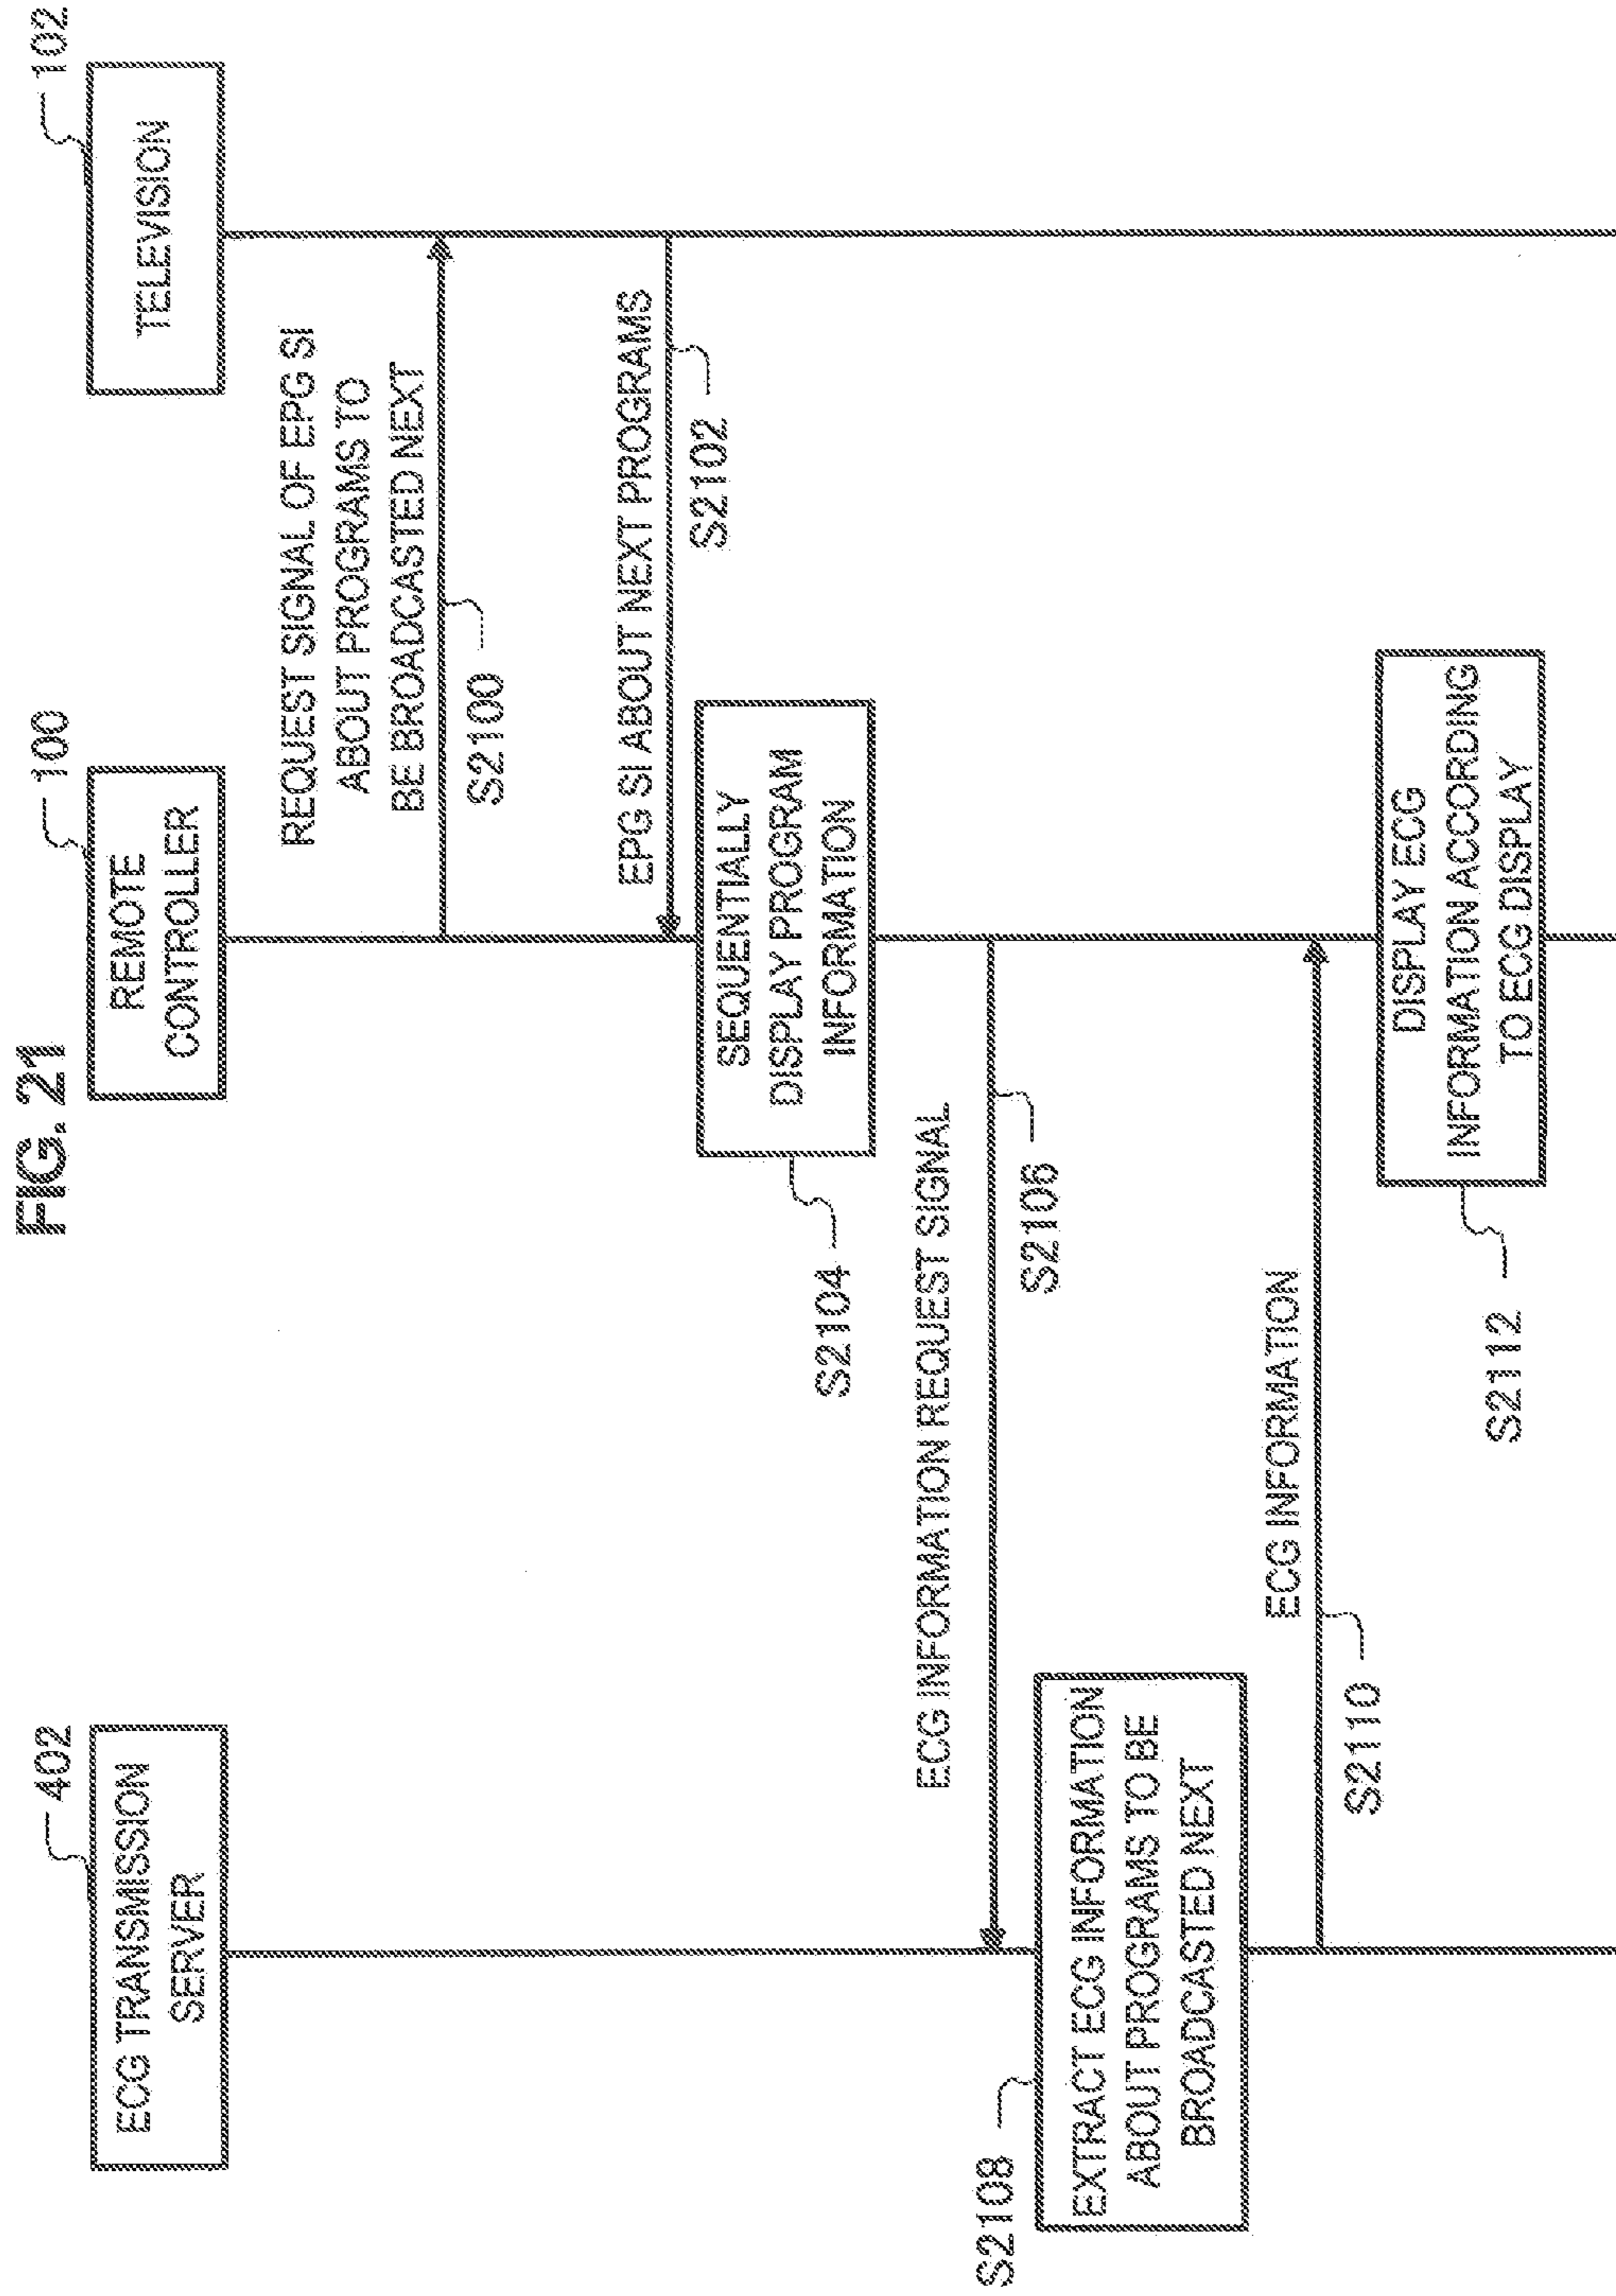 FIG. 21
402
ECG TRANSMISSION
SERVER
100
REMOTE
CONTROLLER
102
TELEVISION
REQUEST SIGNAL OF EPG SI
ABOUT PROGRAMS TO
BE BROADCASTED NEXT
S2100
EPG SI ABOUT NEXT PROGRAMS
S2102
SEQUENTIALLY
DISPLAY PROGRAM
INFORMATION
S2104
ECG INFORMATION REQUEST SIGNAL
S2106
S2108
EXTRACT ECG INFORMATION
ABOUT PROGRAMS TO BE
BROADCASTED NEXT
ECG INFORMATION
S2110
DISPLAY ECG
INFORMATION ACCORDING
TO ECG DISPLAY
S2112